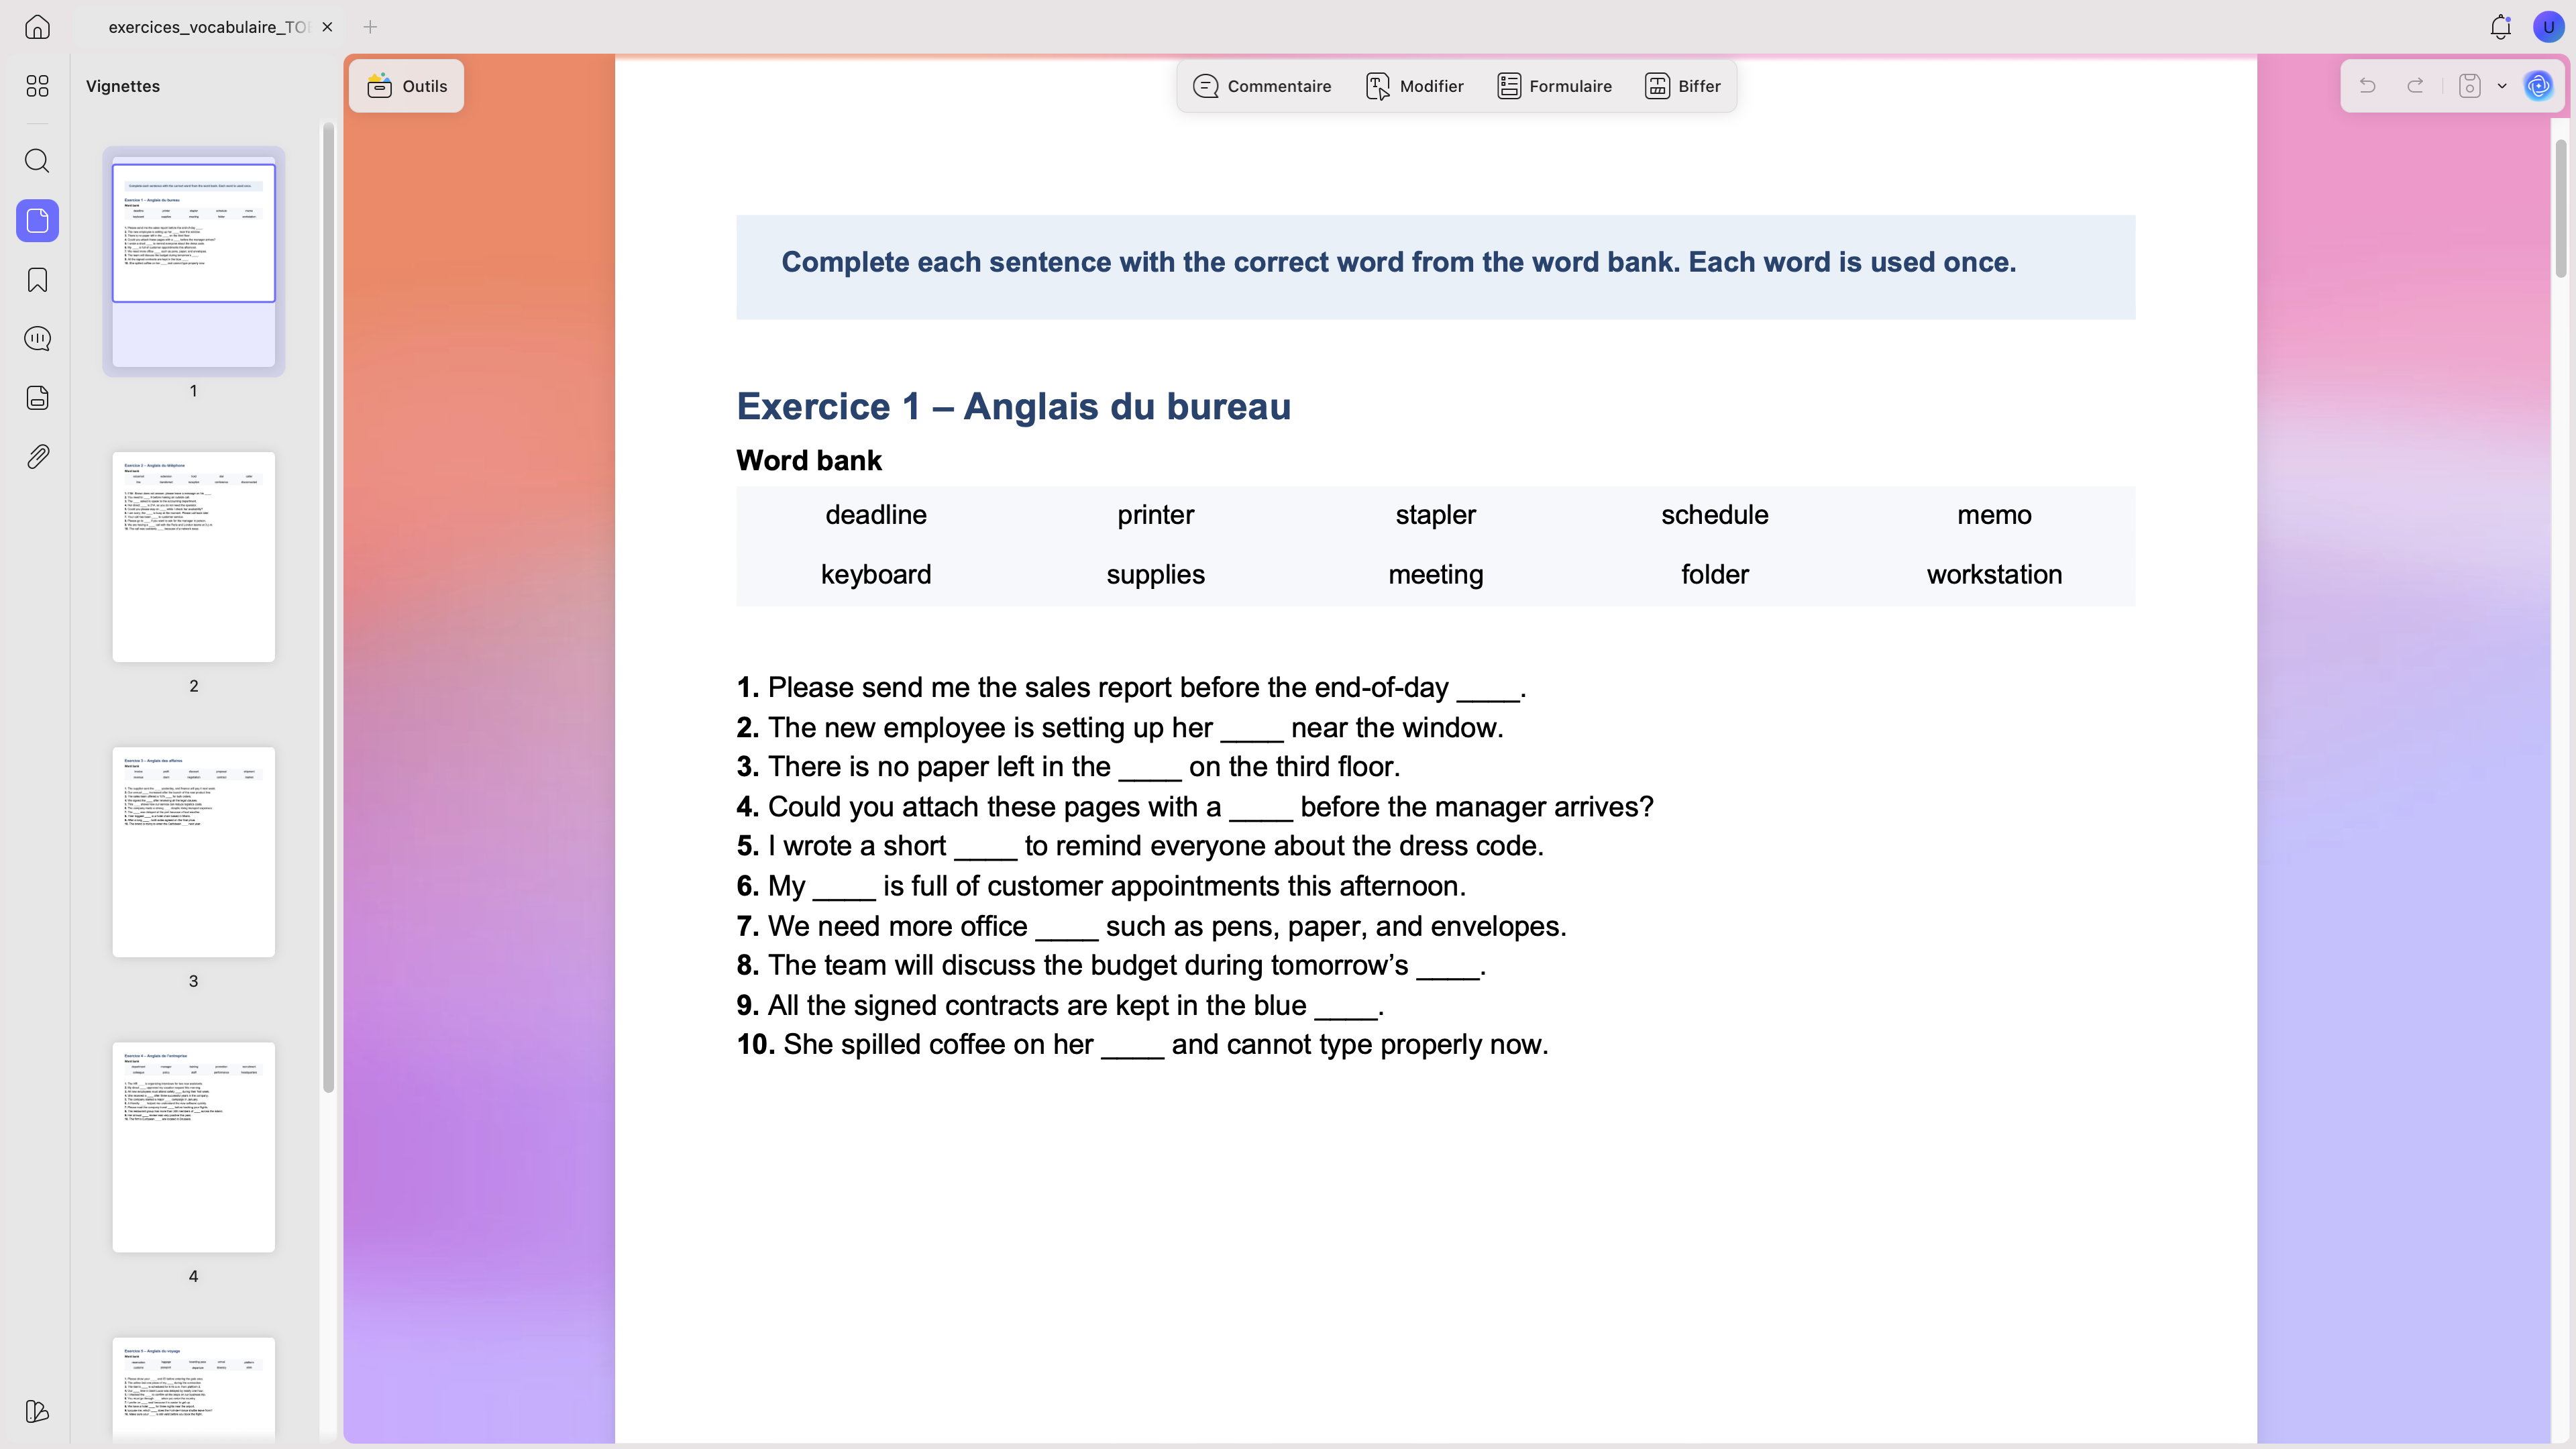 exercices_vocabulaire_TO
U
Vignettes
Outils
Commentaire
Modifier
Formulaire
Biffer
1
2
3
4
Complete each sentence with the correct word from the word bank. Each word is used once.
Exercice 1 – Anglais du bureau
Word bank
deadline printer stapler schedule memo
keyboard supplies meeting folder workstation
1. Please send me the sales report before the end-of-day ____.
2. The new employee is setting up her ____ near the window.
3. There is no paper left in the ____ on the third floor.
4. Could you attach these pages with a ____ before the manager arrives?
5. I wrote a short ____ to remind everyone about the dress code.
6. My ____ is full of customer appointments this afternoon.
7. We need more office ____ such as pens, paper, and envelopes.
8. The team will discuss the budget during tomorrow’s ____.
9. All the signed contracts are kept in the blue ____.
10. She spilled coffee on her ____ and cannot type properly now.